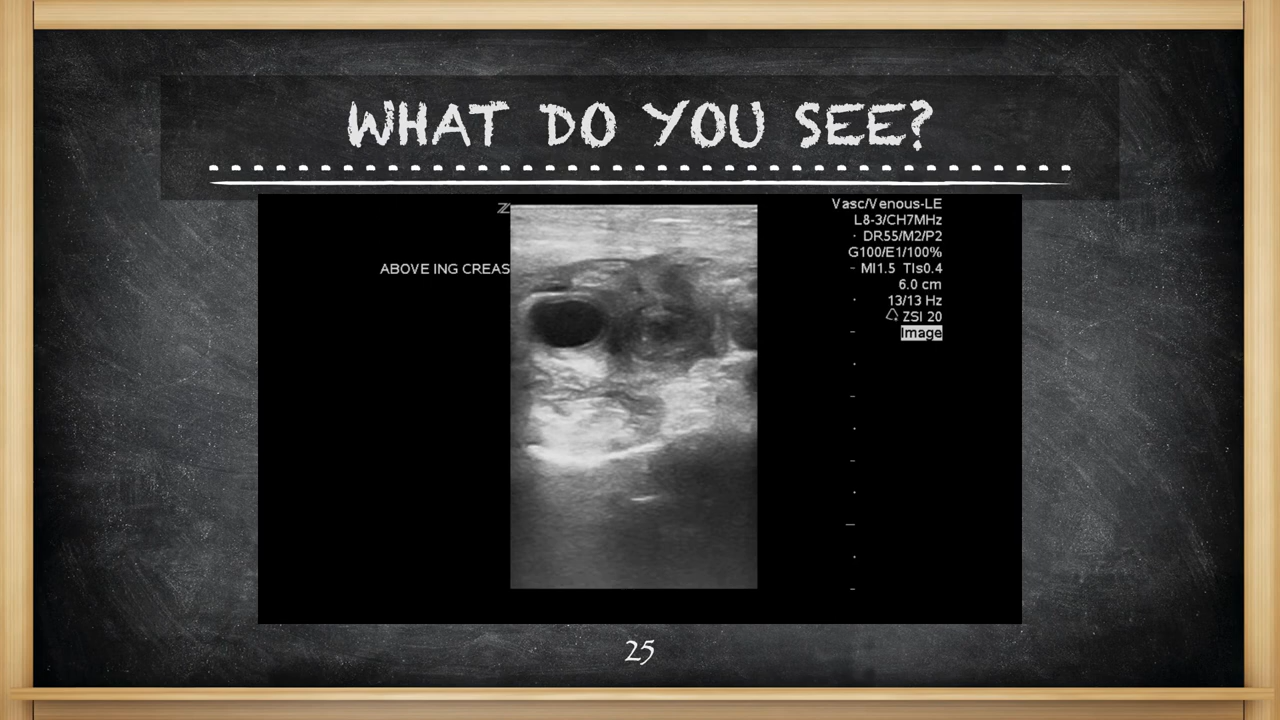 WHAT DO YOU SEE?
Z
Vasc/Venous-LE
L8-3/CH7MHz
DR55/M2/P2
G100/E1/100%
ABOVE ING CREAS
MI1.5 TIs0.4
6.0 cm
13/13 Hz
ZSI 20
Image
25